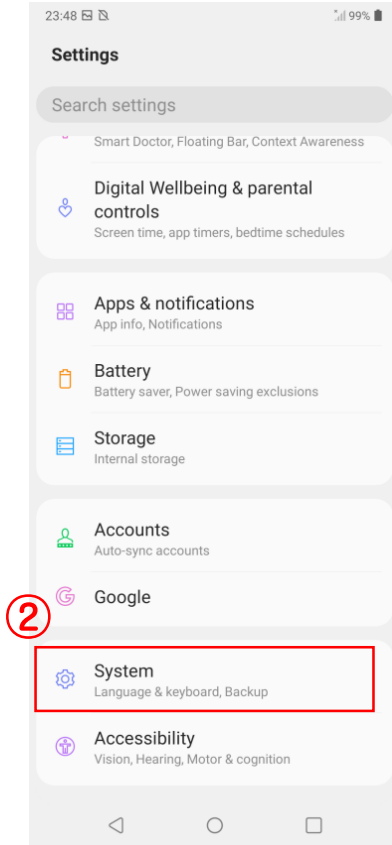 23:48 99%
Settings
Search settings
Smart Doctor, Floating Bar, Context Awareness
Digital Wellbeing & parental
controls
Screen time, app timers, bedtime schedules
Apps & notifications
App info, Notifications
Battery
Battery saver, Power saving exclusions
Storage
Internal storage
Accounts
Auto-sync accounts
Google
②
System
Language & keyboard, Backup
Accessibility
Vision, Hearing, Motor & cognition